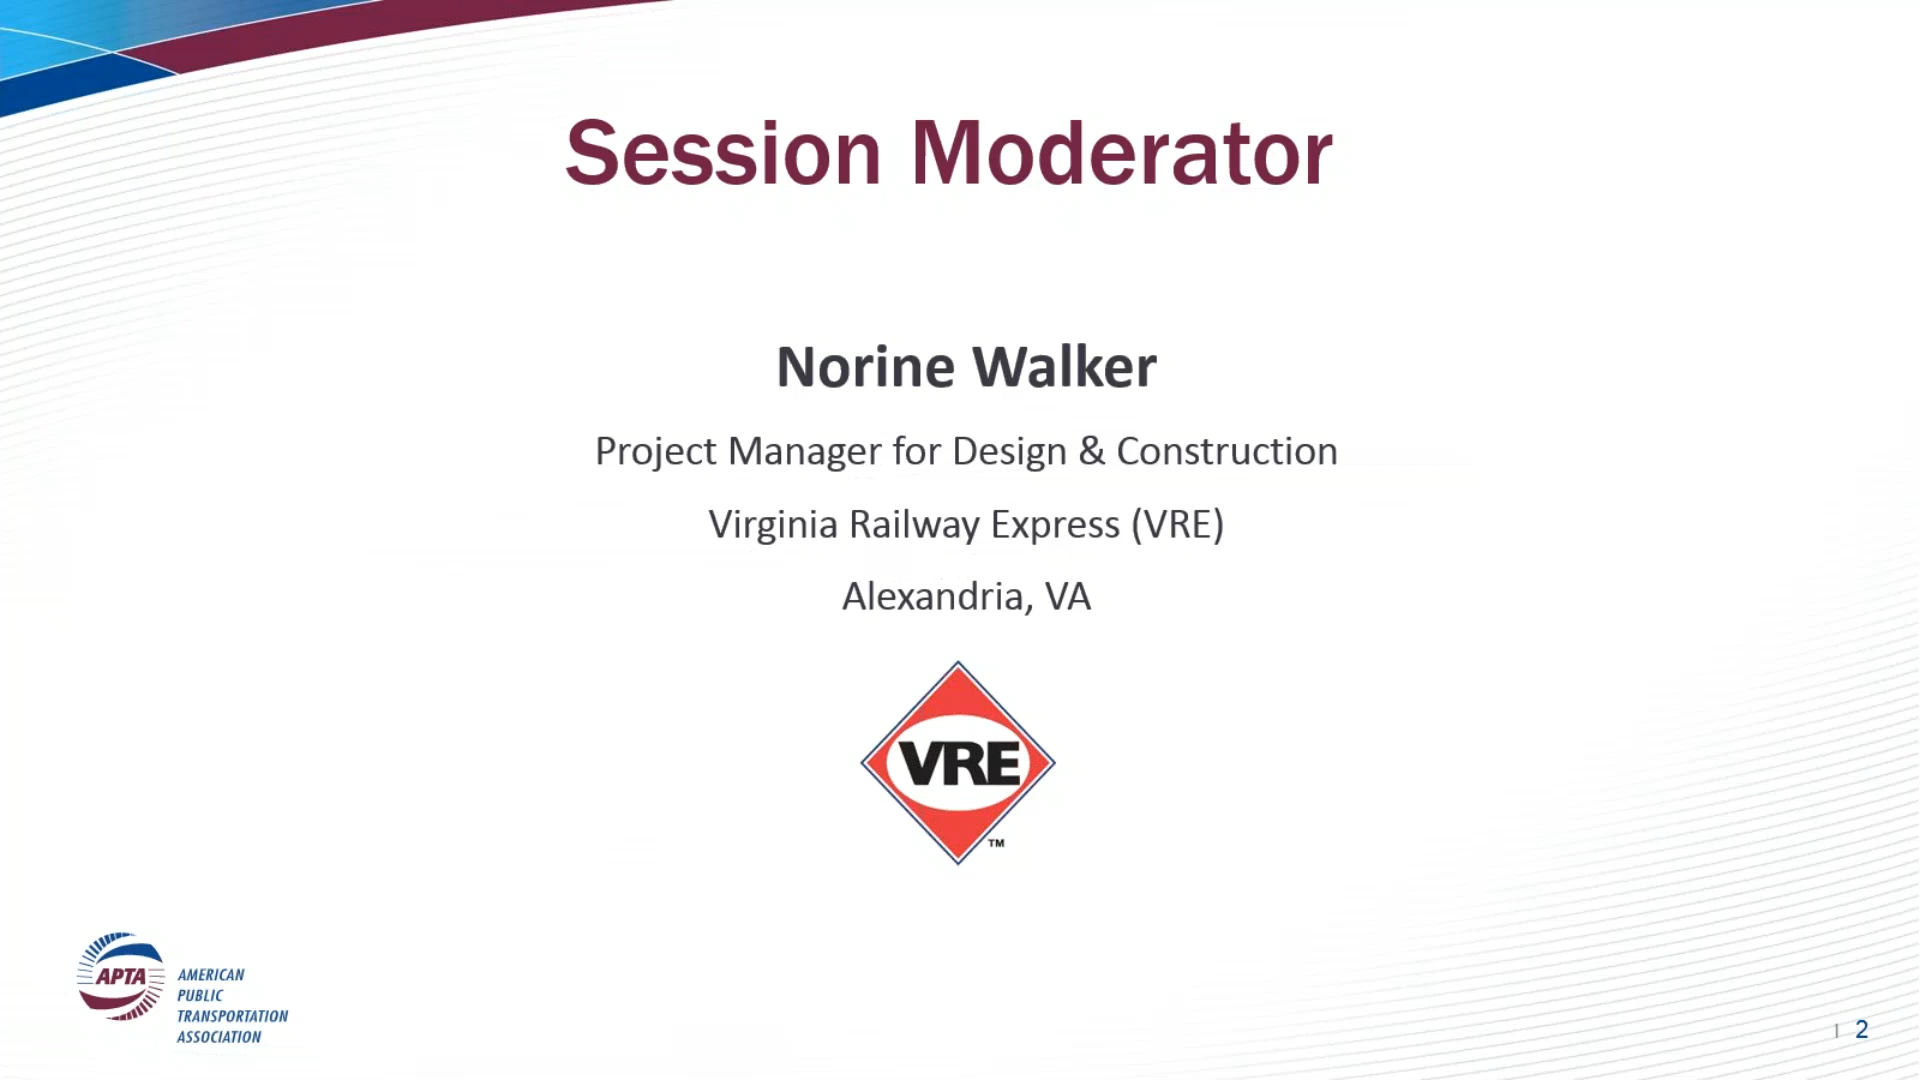 Session Moderator
Norine Walker
Project Manager for Design & Construction
Virginia Railway Express (VRE)
Alexandria, VA
VRE
TM
APTA
AMERICAN
PUBLIC
TRANSPORTATION
ASSOCIATION
| 2